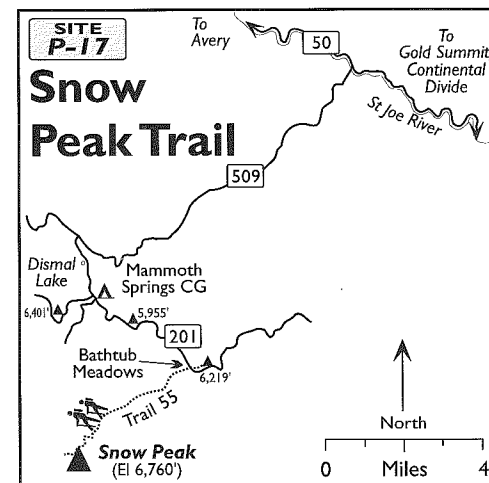 SITE
P-17
Snow
Peak Trail
To
Avery
50
To
Gold Summit
Continental
Divide
St Joe River
509
Dismal
Lake
Mammoth
Springs CG
6,401'
5,955'
201
Bathtub
Meadows
6,219'
Trail 55
Snow Peak
(El 6,760')
North
0 Miles 4